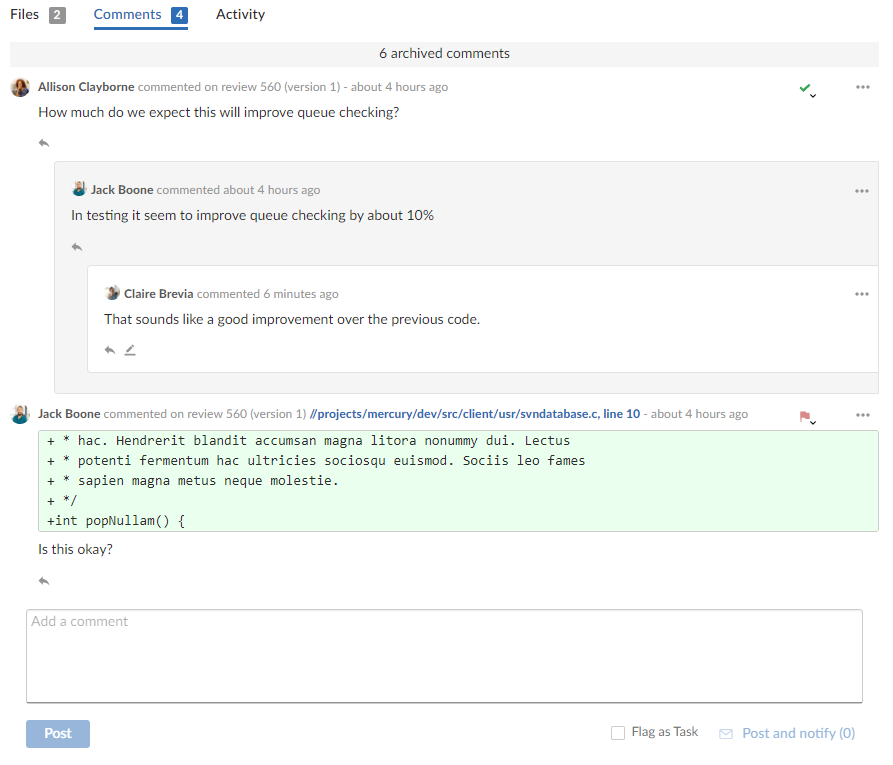 Files 2 Comments 4 Activity
6 archived comments
Allison Clayborne commented on review 560 (version 1) - about 4 hours ago
How much do we expect this will improve queue checking?
Jack Boone commented about 4 hours ago
In testing it seem to improve queue checking by about 10%
Claire Brevia commented 6 minutes ago
That sounds like a good improvement over the previous code.
Jack Boone commented on review 560 (version 1) //projects/mercury/dev/src/client/usr/svndatabase.c, line 10 - about 4 hours ago
+ * hac. Hendrerit blandit accumsan magna litora nonummy dui. Lectus
+ * potenti fermentum hac ultricies sociosqu euismod. Sociis leo fames
+ * sapien magna metus neque molestie.
+ */
+int popNullam() {
Is this okay?
Add a comment
Post Flag as Task Post and notify (0)